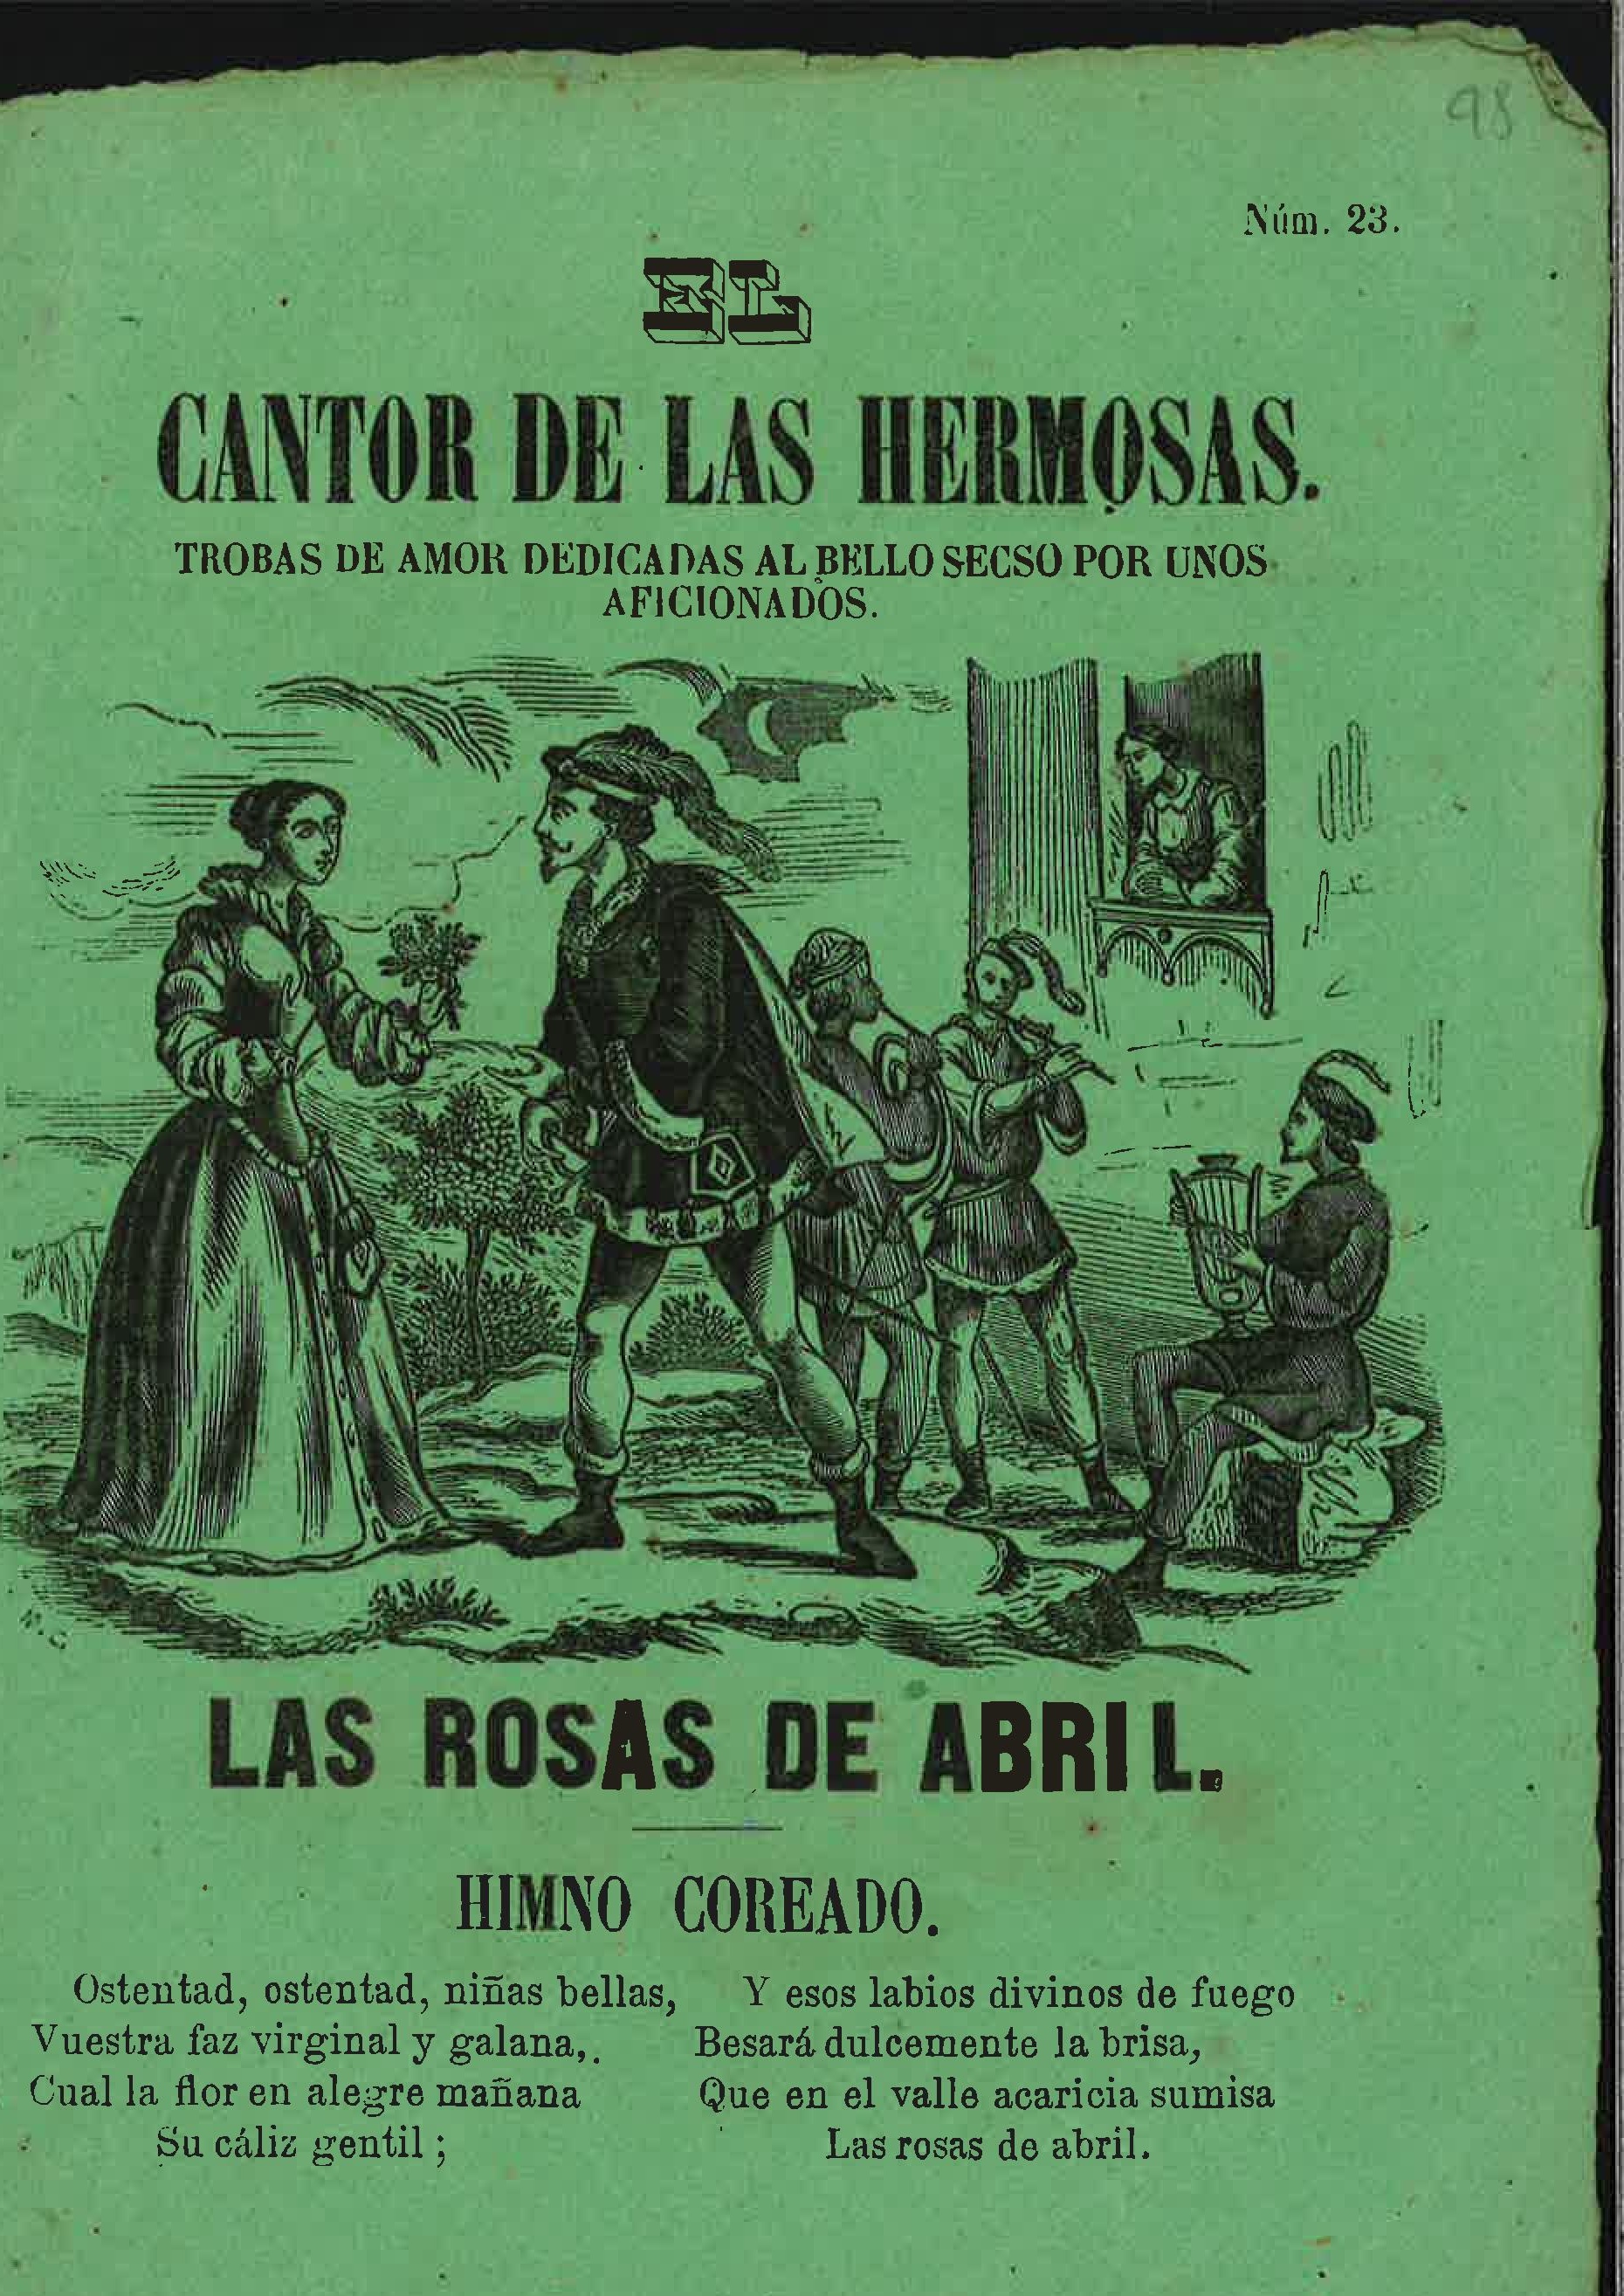 98
Núm. 23.
EL
CANTOR DE LAS HERMOSAS.
TROBAS DE AMOR DEDICADAS AL BELLO SECSO POR UNOS
AFICIONADOS.
LAS ROSAS DE ABRIL.
HIMNO COREADO.
Ostentad, ostentad, niñas bellas,
Vuestra faz virginal y galana,.
Cual la flor en alegre mañana
Su cáliz gentil ;
Y esos labios divinos de fuego
Besará dulcemente la brisa,
Que en el valle acaricia sumisa
Las rosas de abril.